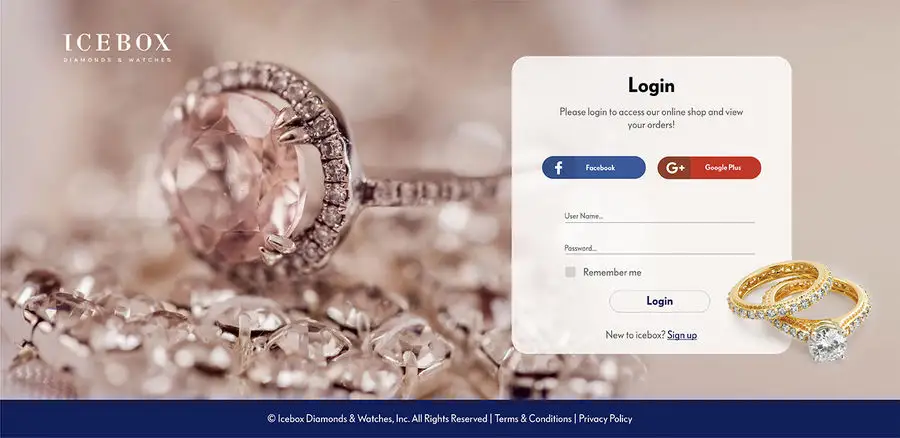 ICEBOX
DIAMONDS & WATCHES
Login
Please login to access our online shop and view
your orders!
f Facebook
G+ Google Plus
User Name...
Password...
Remember me
Login
New to icebox? Sign up
© Icebox Diamonds & Watches, Inc. All Rights Reserved | Terms & Conditions | Privacy Policy